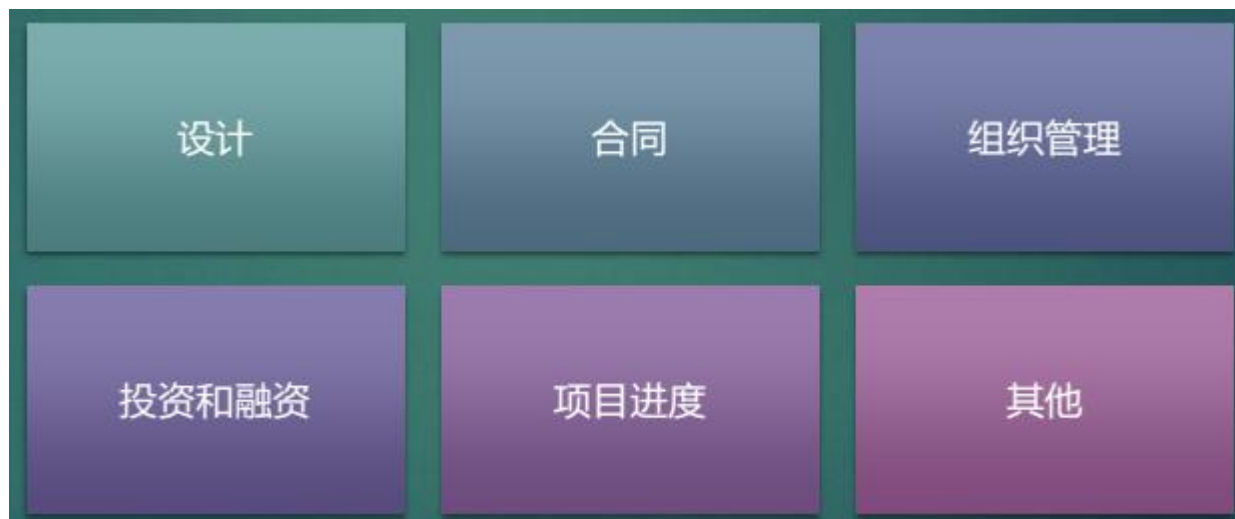 设计
合同
组织管理
投资和融资
项目进度
其他